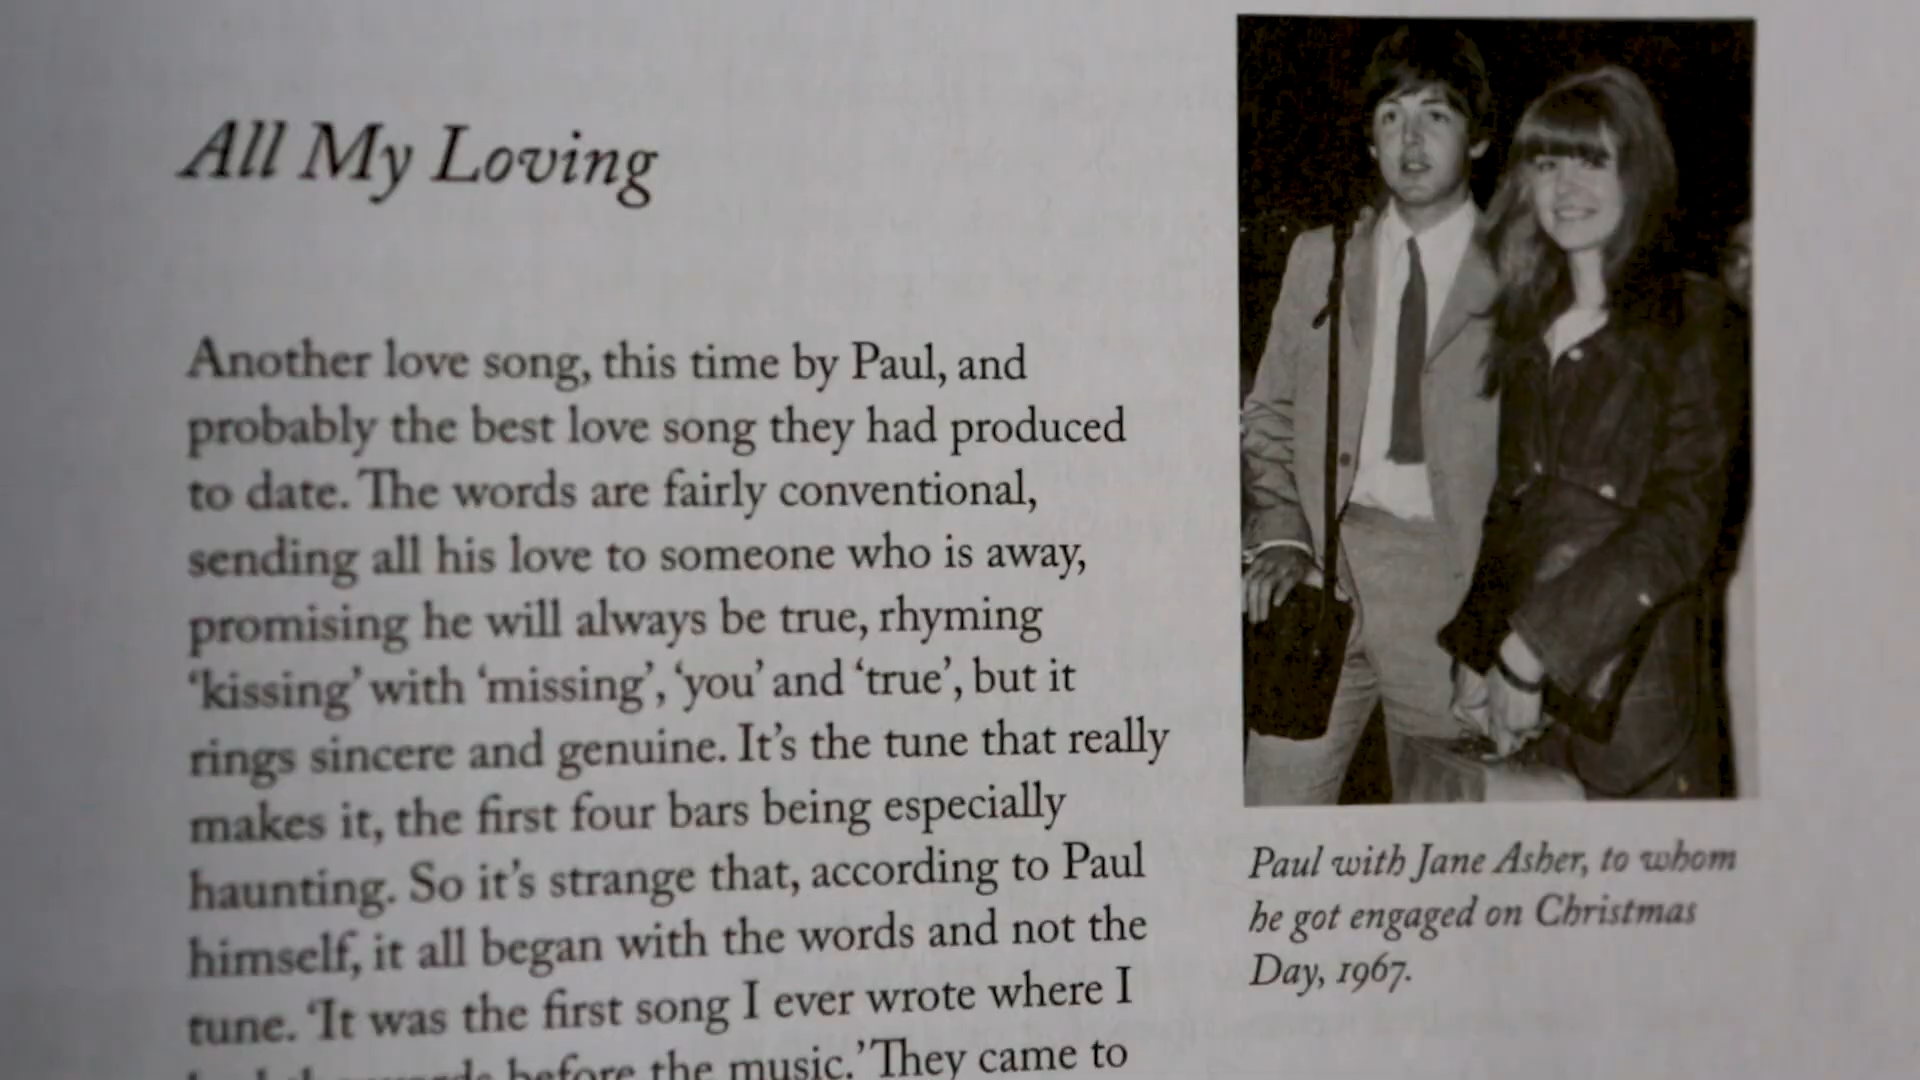 All My Loving
Another love song, this time by Paul, and
probably the best love song they had produced
to date. The words are fairly conventional,
sending all his love to someone who is away,
promising he will always be true, rhyming
‘kissing’ with ‘missing’, ‘you’ and ‘true’, but it
rings sincere and genuine. It’s the tune that really
makes it, the first four bars being especially
haunting. So it’s strange that, according to Paul
himself, it all began with the words and not the
tune. ‘It was the first song I ever wrote where I
words before the music.’ They came to
Paul with Jane Asher, to whom
he got engaged on Christmas
Day, 1967.